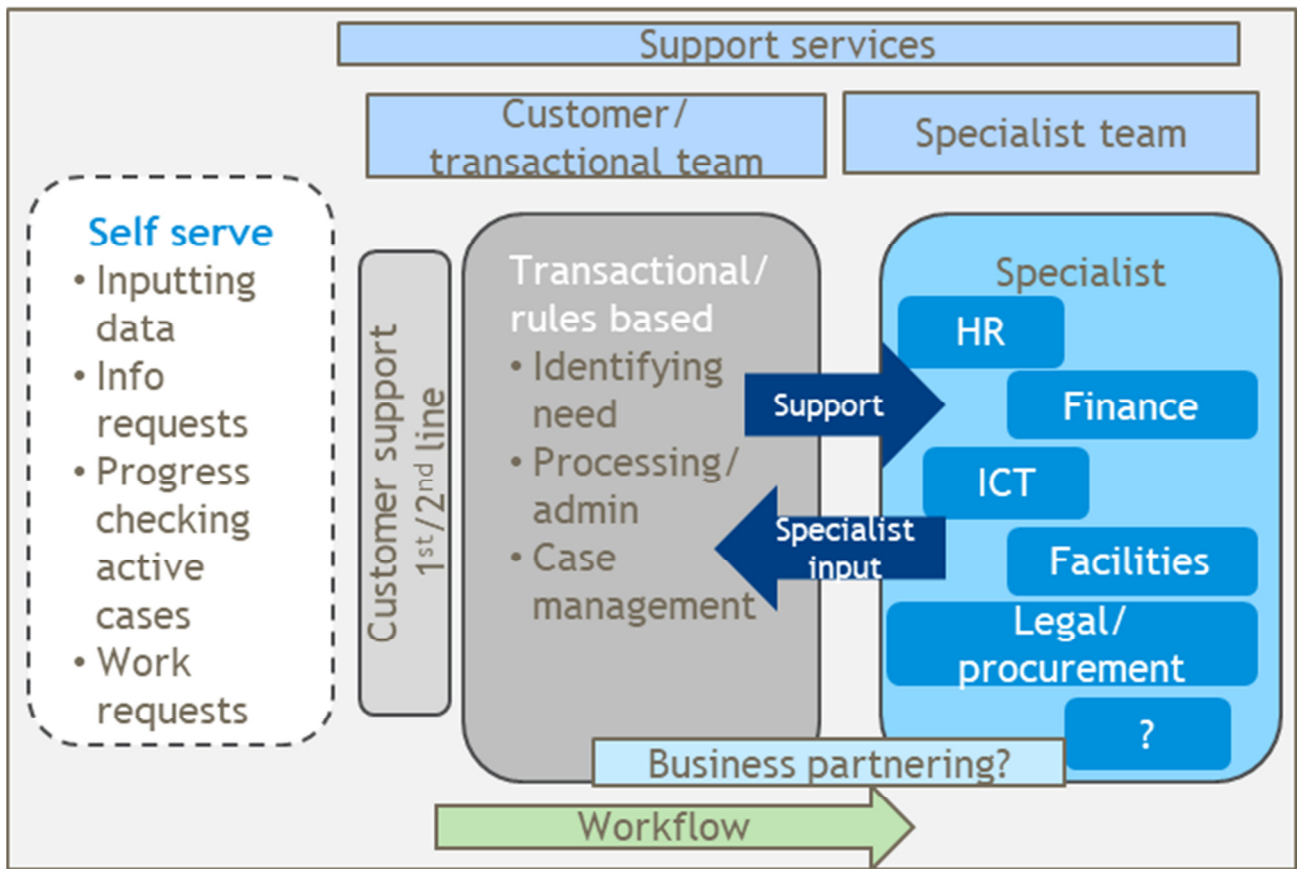 Support services
Customer/
transactional team
Specialist team
Self serve
• Inputting
data
• Info
requests
• Progress
checking
active
cases
• Work
requests
Customer support
1st/2nd line
Transactional/
rules based
• Identifying
need
• Processing/
admin
• Case
management
Support
Specialist
input
Specialist
HR
Finance
ICT
Facilities
Legal/
procurement
?
Business partnering?
Workflow